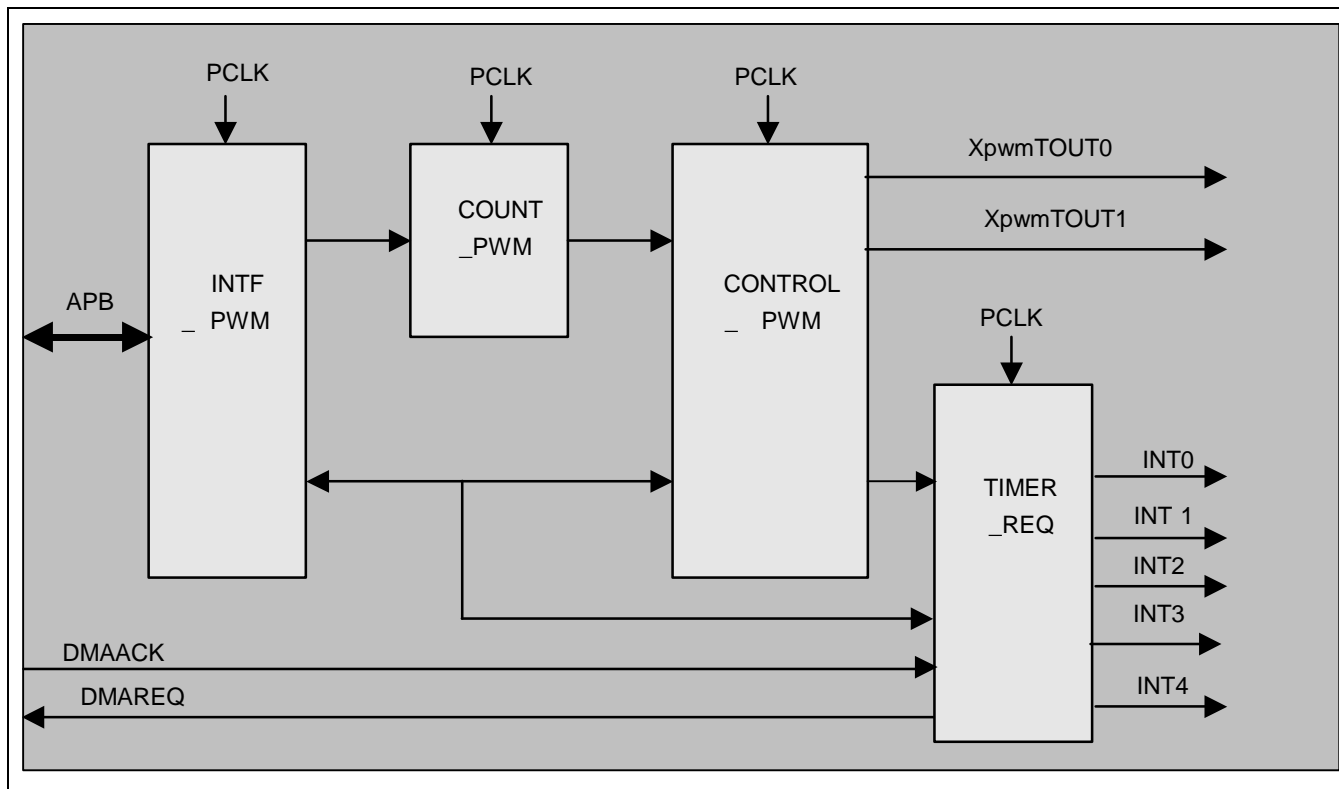 PCLK
PCLK
PCLK
XpwmTOUT0
XpwmTOUT1
COUNT
_PWM
INTF
_ PWM
CONTROL
_ PWM
APB
PCLK
TIMER
_REQ
INT0
INT 1
INT2
INT3
INT4
DMAACK
DMAREQ